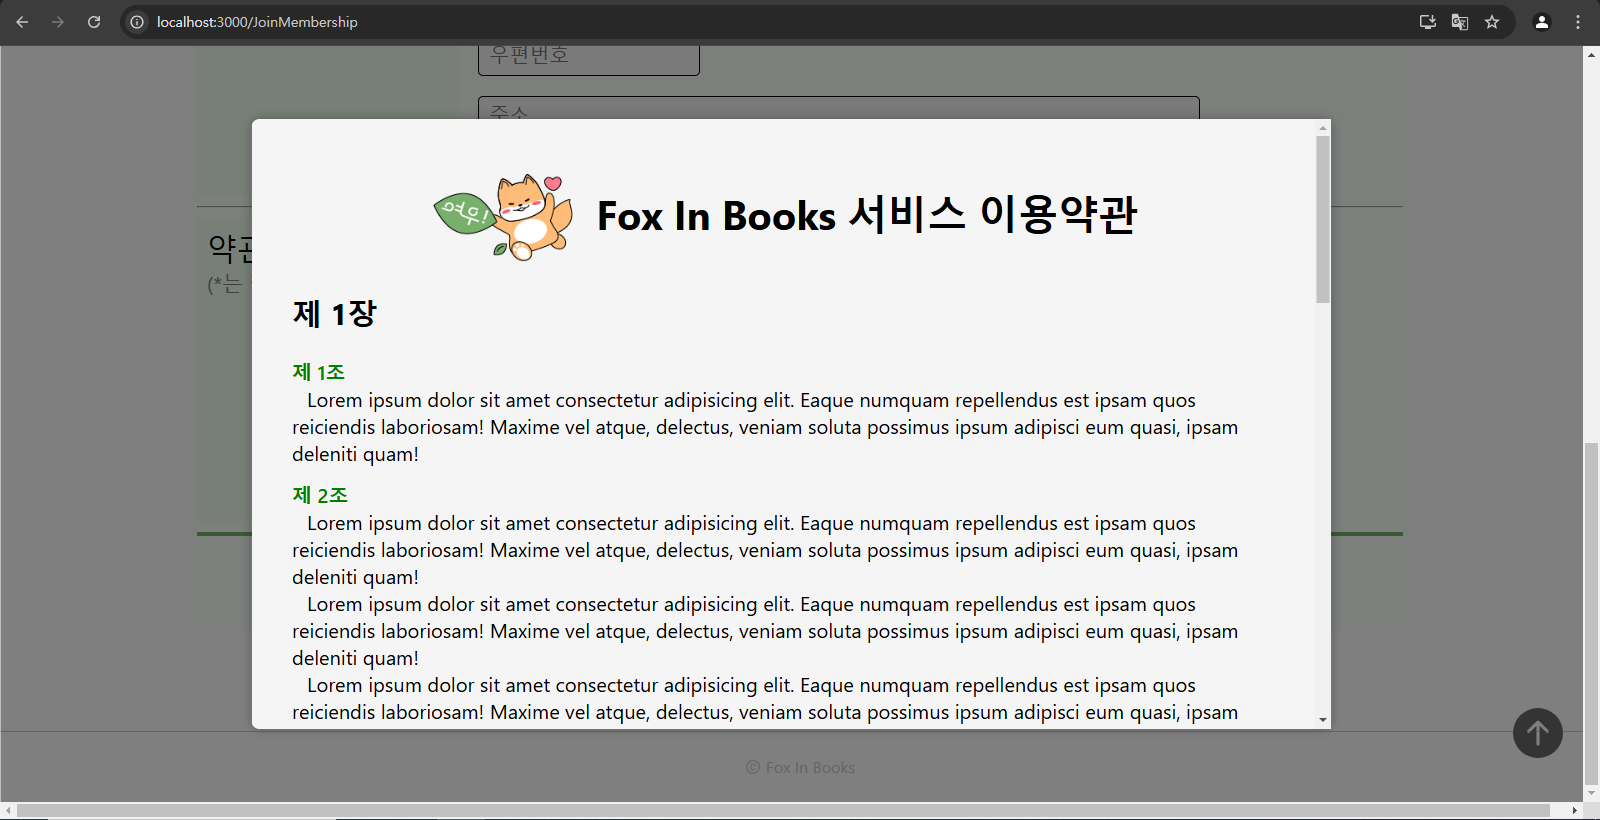 localhost:3000/JoinMembership
우편번호
주소
여우!
Fox In Books 서비스 이용약관
약관
(*는
제 1장
제 1조
Lorem ipsum dolor sit amet consectetur adipisicing elit. Eaque numquam repellendus est ipsam quos
reiciendis laboriosam! Maxime vel atque, delectus, veniam soluta possimus ipsum adipisci eum quasi, ipsam
deleniti quam!
제 2조
Lorem ipsum dolor sit amet consectetur adipisicing elit. Eaque numquam repellendus est ipsam quos
reiciendis laboriosam! Maxime vel atque, delectus, veniam soluta possimus ipsum adipisci eum quasi, ipsam
deleniti quam!
Lorem ipsum dolor sit amet consectetur adipisicing elit. Eaque numquam repellendus est ipsam quos
reiciendis laboriosam! Maxime vel atque, delectus, veniam soluta possimus ipsum adipisci eum quasi, ipsam
deleniti quam!
Lorem ipsum dolor sit amet consectetur adipisicing elit. Eaque numquam repellendus est ipsam quos
reiciendis laboriosam! Maxime vel atque, delectus, veniam soluta possimus ipsum adipisci eum quasi, ipsam
© Fox In Books